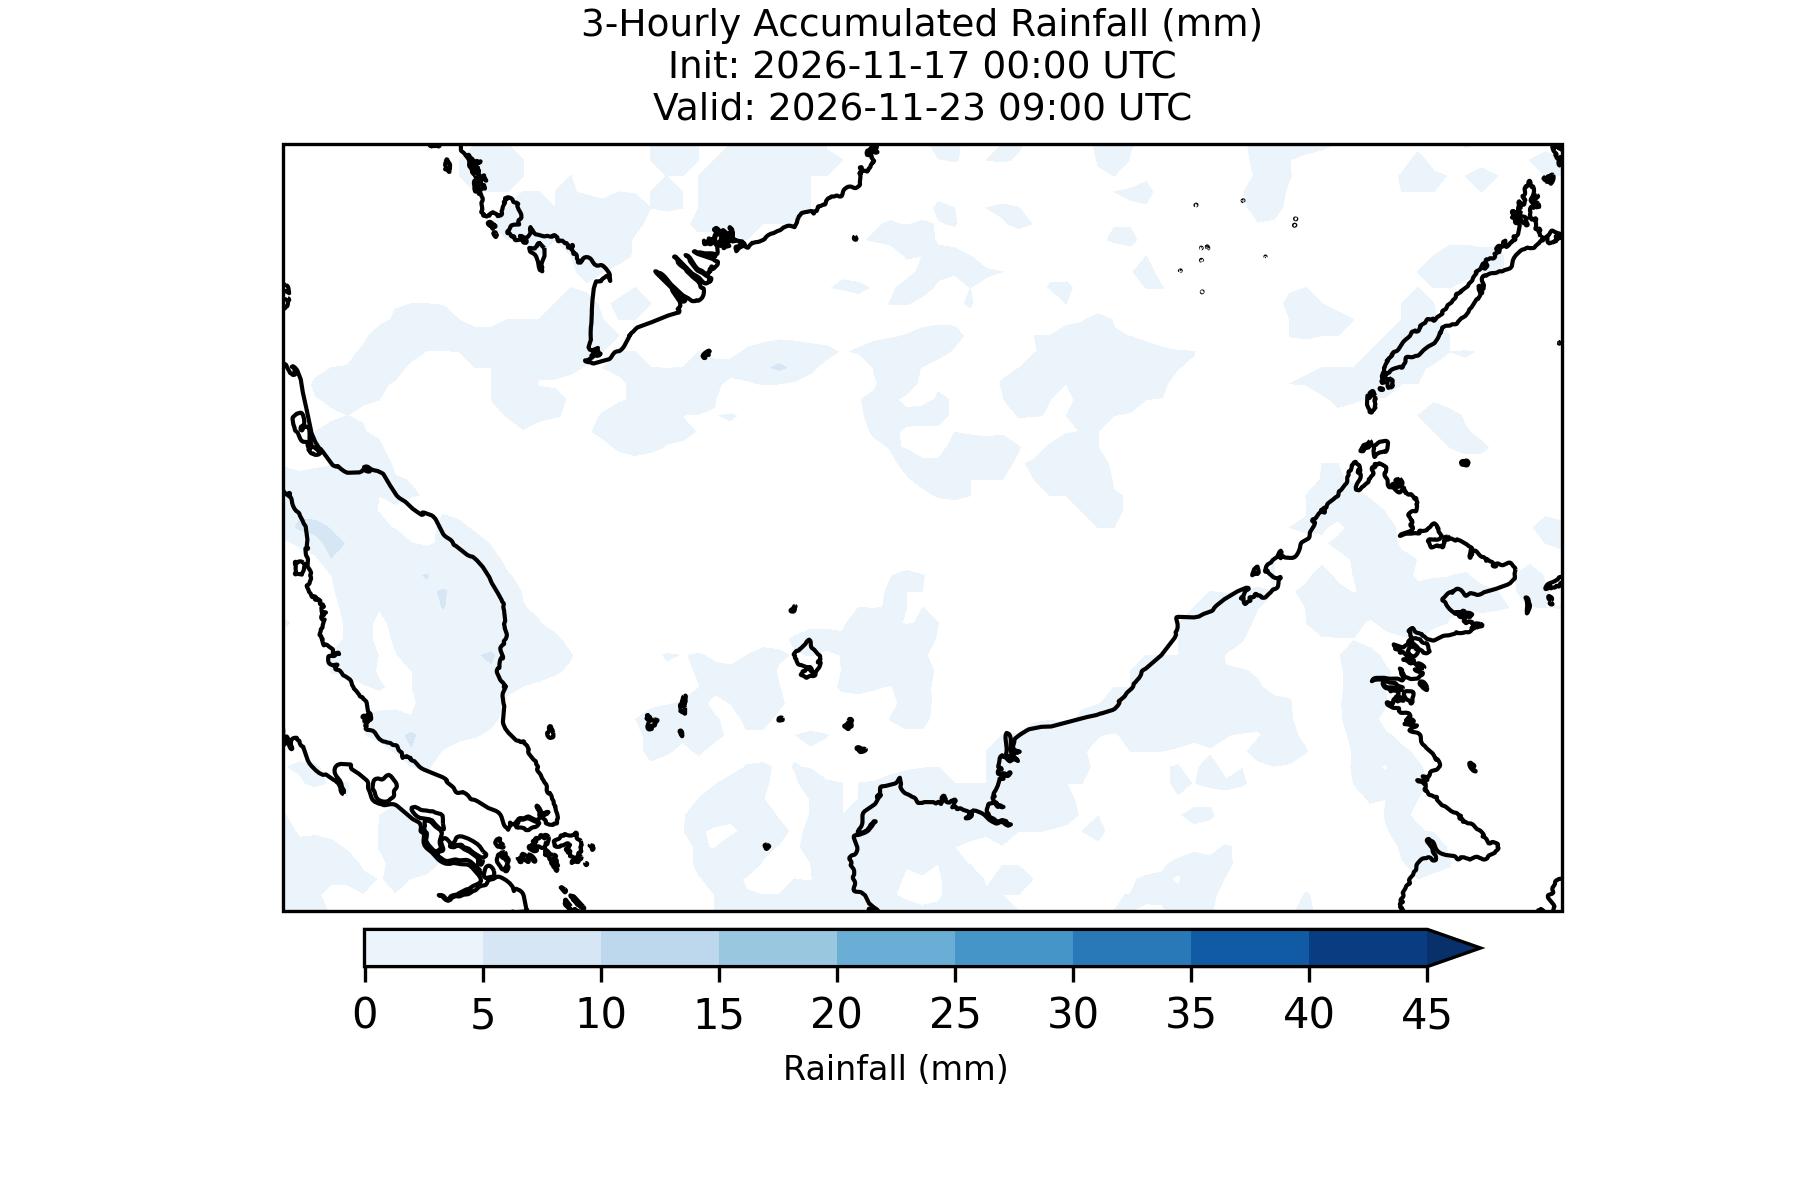 3-Hourly Accumulated Rainfall (mm)
Init: 2026-11-17 00:00 UTC
Valid: 2026-11-23 09:00 UTC
0 5 10 15 20 25 30 35 40 45
Rainfall (mm)